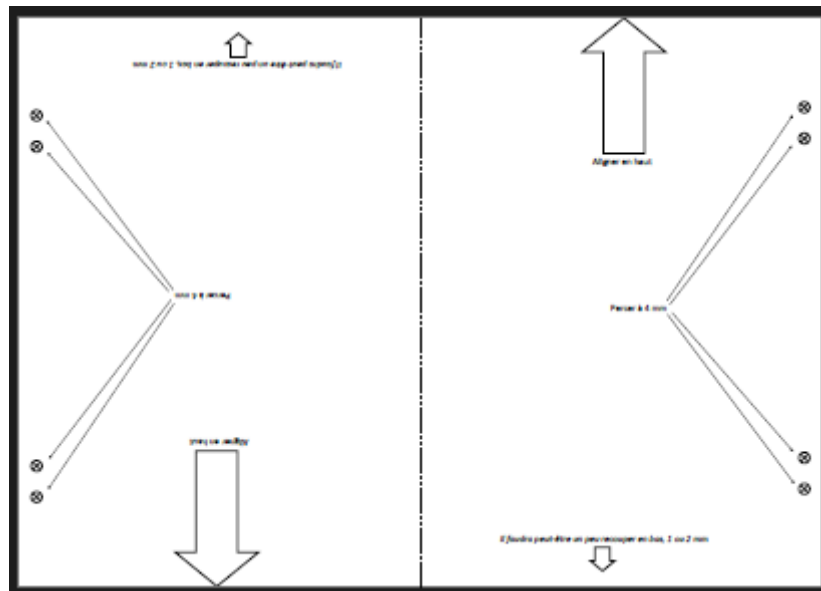 Il faudra peut-être un peu recouper en bas, 1 ou 2 mm
Percer à 4 mm
Aligner en haut
Aligner en haut
Percer à 4 mm
Il faudra peut-être un peu recouper en bas, 1 ou 2 mm